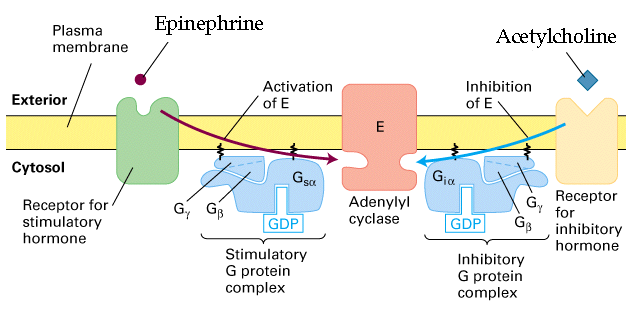 Plasma
membrane
Epinephrine
Acetylcholine
Exterior
Activation
of E
Inhibition
of E
E
Cytosol
Receptor for
stimulatory
hormone
Gγ
Gβ
Gsα
GDP
Stimulatory
G protein
complex
Adenylyl
cyclase
Giα
GDP
Gγ
Gβ
Inhibitory
G protein
complex
Receptor
for
inhibitory
hormone